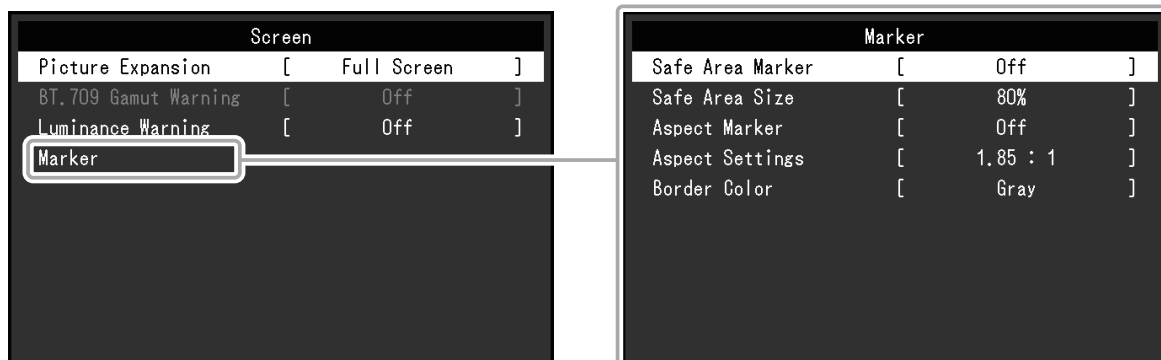 Screen
Picture Expansion [ Full Screen ]
BT.709 Gamut Warning [ Off ]
Luminance Warning [ Off ]
Marker
Marker
Safe Area Marker [ Off ]
Safe Area Size [ 80% ]
Aspect Marker [ Off ]
Aspect Settings [ 1.85 : 1 ]
Border Color [ Gray ]